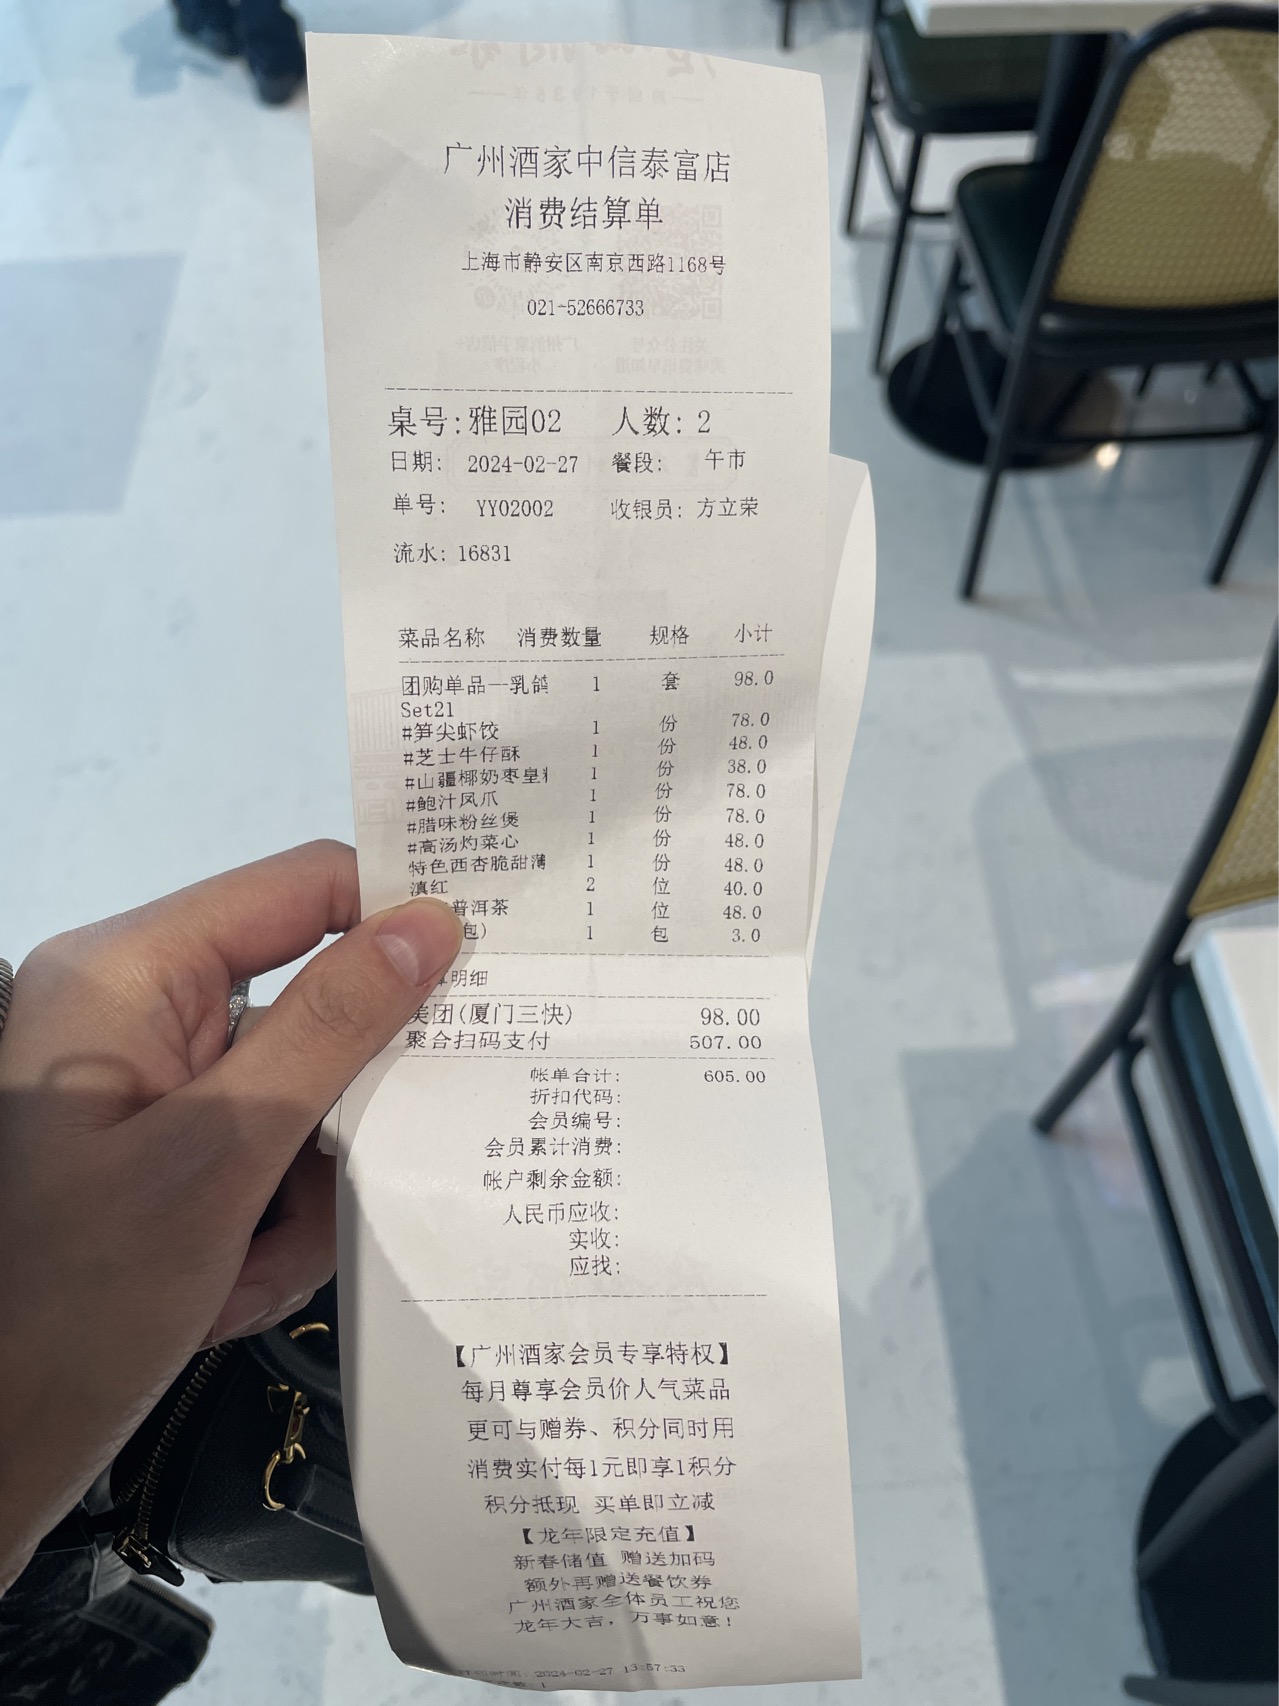 广州酒家中信泰富店
消费结算单
上海市静安区南京西路1168号
021-52666733
桌号:雅园02 人数: 2
日期: 2024-02-27 餐段: 午市
单号: YY02002 收银员: 方立荣
流水: 16831
菜品名称 消费数量 规格 小计
团购单品--乳鸽 1 套 98.0
Set21
#笋尖虾饺 1 份 78.0
#芝士牛仔酥 1 份 48.0
#山疆椰奶枣皇 1 份 38.0
#鲍汁凤爪 1 份 78.0
#腊味粉丝煲 1 份 78.0
#高汤灼菜心 1 份 48.0
特色西杏脆甜薄 1 份 48.0
滇红 2 位 40.0
普洱茶 1 位 48.0
包) 1 包 3.0
明细
美团(厦门三快) 98.00
聚合扫码支付 507.00
帐单合计: 605.00
折扣代码:
会员编号:
会员累计消费:
帐户剩余金额:
人民币应收:
实收:
应找:
【广州酒家会员专享特权】
每月尊享会员价人气菜品
更可与赠券、积分同时用
消费实付每1元即享1积分
积分抵现 买单即立减
【龙年限定充值】
新春储值 赠送加码
额外再赠送餐饮券
广州酒家全体员工祝您
龙年大吉，万事如意!
时间: 2024-02-27 13:57:33